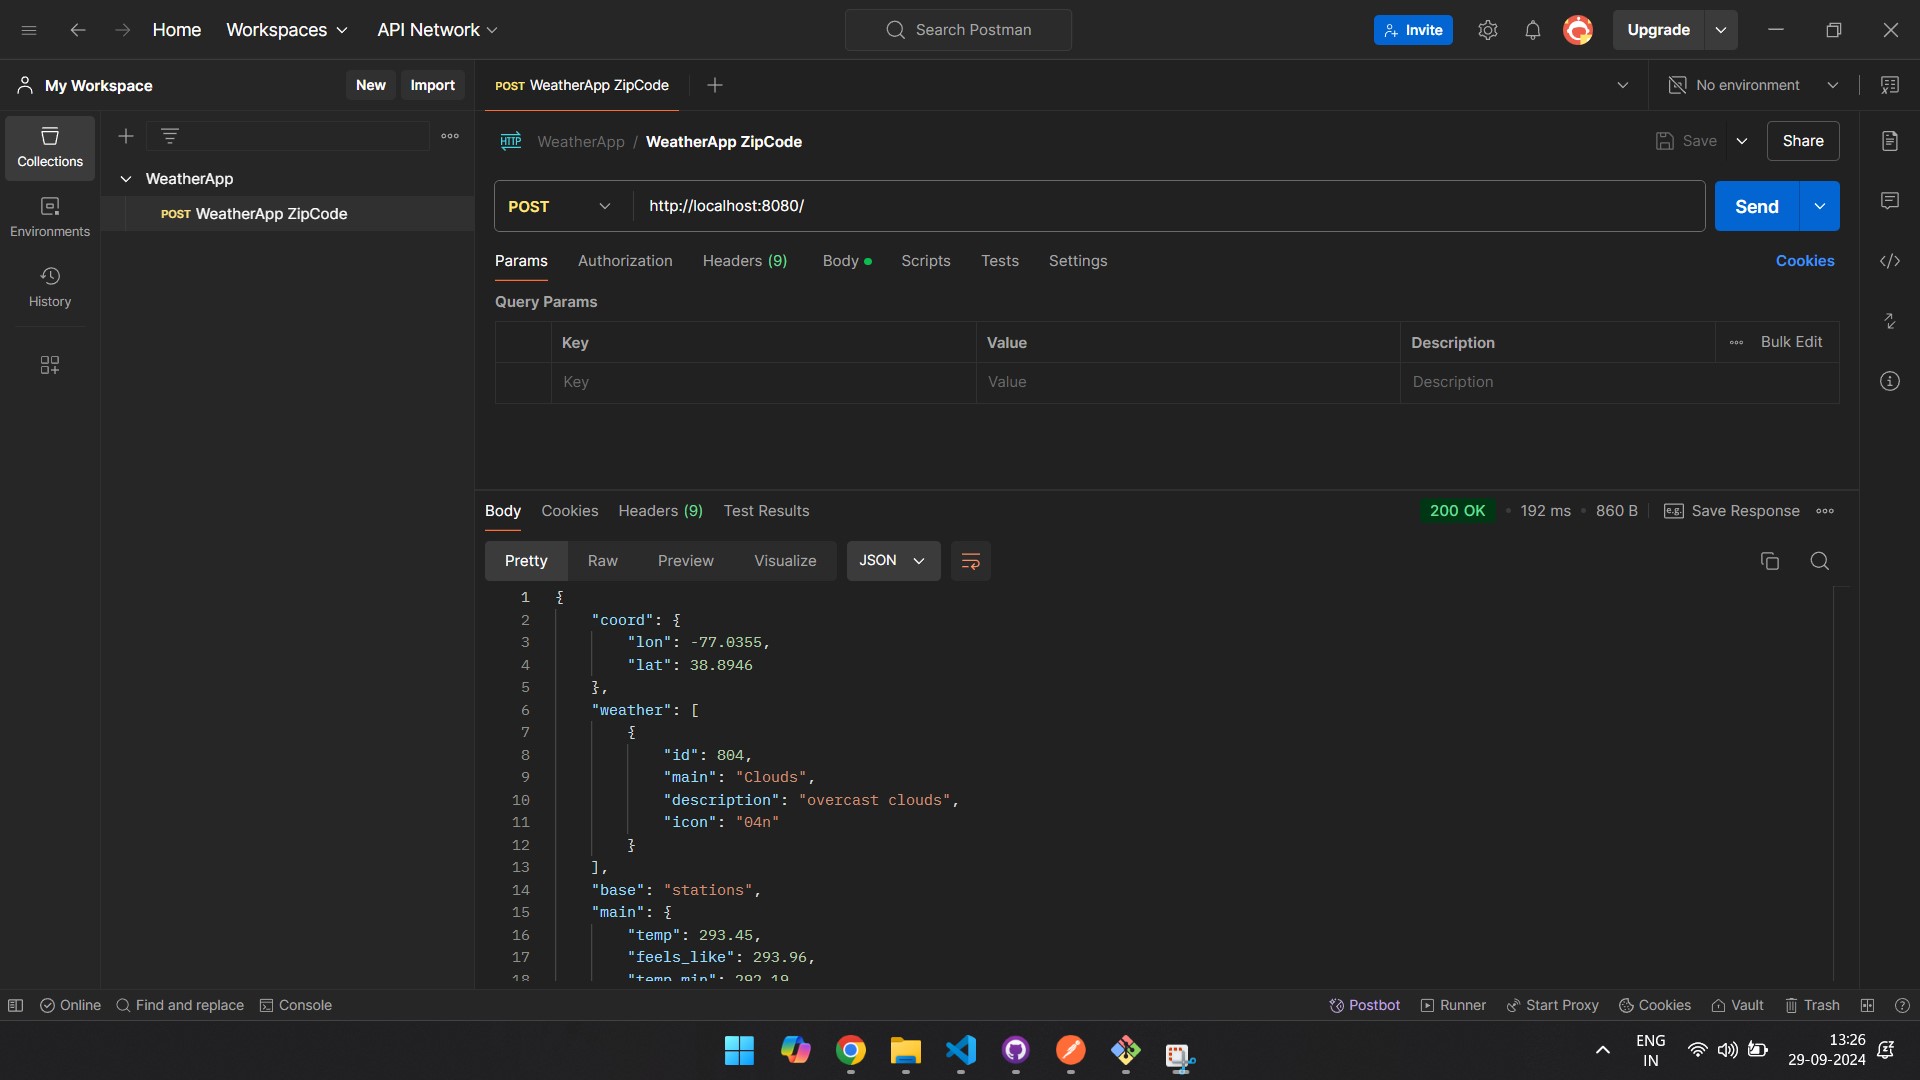 Home Workspaces API Network Search Postman Invite Upgrade
My Workspace New Import POST WeatherApp ZipCode No environment
Collections
Environments
History
WeatherApp
POST WeatherApp ZipCode
HTTP WeatherApp / WeatherApp ZipCode Save Share
POST http://localhost:8080/ Send
Params Authorization Headers (9) Body Scripts Tests Settings Cookies
Query Params
Key Value Description Bulk Edit
Key Value Description
Body Cookies Headers (9) Test Results 200 OK 192 ms 860 B e.g. Save Response
Pretty Raw Preview Visualize JSON
1 {
2 "coord": {
3 "lon": -77.0355,
4 "lat": 38.8946
5 },
6 "weather": [
7 {
8 "id": 804,
9 "main": "Clouds",
10 "description": "overcast clouds",
11 "icon": "04n"
12 }
13 ],
14 "base": "stations",
15 "main": {
16 "temp": 293.45,
17 "feels_like": 293.96,
18 "temp_min": 292.19
Online Find and replace Console Postbot Runner Start Proxy Cookies Vault Trash
ENG
IN
13:26
29-09-2024